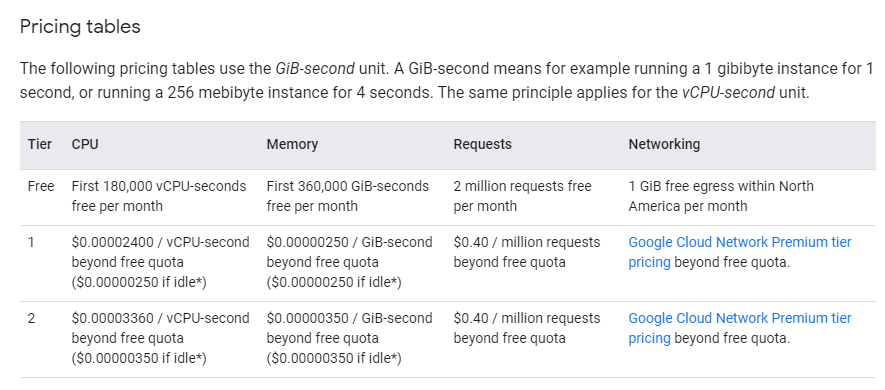 Pricing tables
The following pricing tables use the GiB-second unit. A GiB-second means for example running a 1 gibibyte instance for 1
second, or running a 256 mebibyte instance for 4 seconds. The same principle applies for the vCPU-second unit.
Tier CPU Memory Requests Networking
Free First 180,000 vCPU-seconds First 360,000 GiB-seconds 2 million requests free 1 GiB free egress within North
free per month free per month per month America per month
1 $0.00002400 / vCPU-second $0.00000250 / GiB-second $0.40 / million requests Google Cloud Network Premium tier
beyond free quota beyond free quota beyond free quota pricing beyond free quota.
($0.00000250 if idle*) ($0.00000250 if idle*)
2 $0.00003360 / vCPU-second $0.00000350 / GiB-second $0.40 / million requests Google Cloud Network Premium tier
beyond free quota beyond free quota beyond free quota pricing beyond free quota.
($0.00000350 if idle*) ($0.00000350 if idle*)